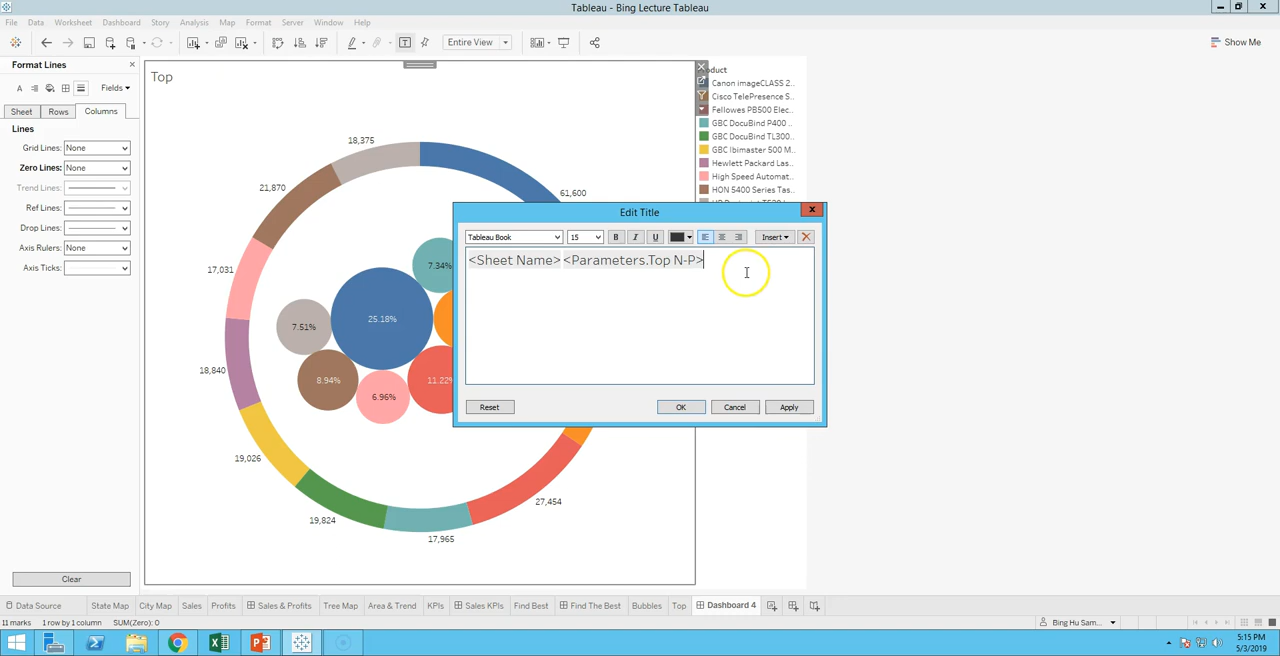 Tableau - Bing Lecture Tableau
File Data Worksheet Dashboard Story Analysis Map Format Server Window Help
Entire View
Show Me
Format Lines
Fields
Sheet Rows Columns
Lines
Grid Lines: None
Zero Lines: None
Trend Lines:
Ref Lines:
Drop Lines:
Axis Rulers: None
Axis Ticks:
Clear
Top
18,375
21,870
61,600
17,031
7.34%
25.18%
7.51%
8.94%
11.22%
6.96%
18,840
19,026
19,824
17,965
27,454
oduct
Canon imageCLASS 2..
Cisco TelePresence S..
Fellowes PB500 Elec..
GBC DocuBind P400 ..
GBC DocuBind TL300..
GBC Ibimaster 500 M..
Hewlett Packard Las..
High Speed Automat..
HON 5400 Series Tas..
Edit Title
Tableau Book 15 B I U Insert
<Sheet Name> <Parameters.Top N-P>
Reset OK Cancel Apply
Data Source State Map City Map Sales Profits Sales & Profits Tree Map Area & Trend KPIs Sales KPIs Find Best Find The Best Bubbles Top Dashboard 4
11 marks 1 row by 1 column SUM(Zero): 0 Bing Hu Sam...
5:15 PM
5/3/2019